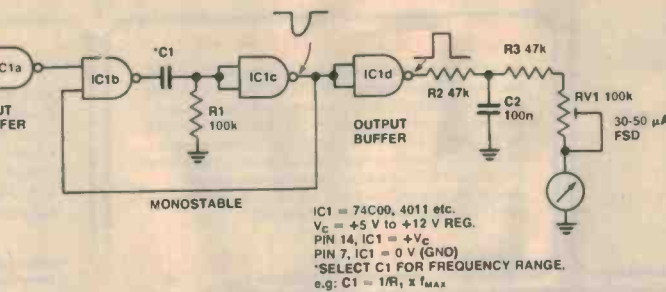 IC1a
IC1b
*C1
IC1c
IC1d
R1
100k
R2 47k
C2
100n
R3 47k
RV1 100k
30-50 μA
FSD
OUTPUT
BUFFER
MONOSTABLE
IC1 = 74C00, 4011 etc.
VC = +5 V to +12 V REG.
PIN 14, IC1 = +VC
PIN 7, IC1 = 0 V (GND)
*SELECT C1 FOR FREQUENCY RANGE.
e.g: C1 = 1/R1 x fMAX